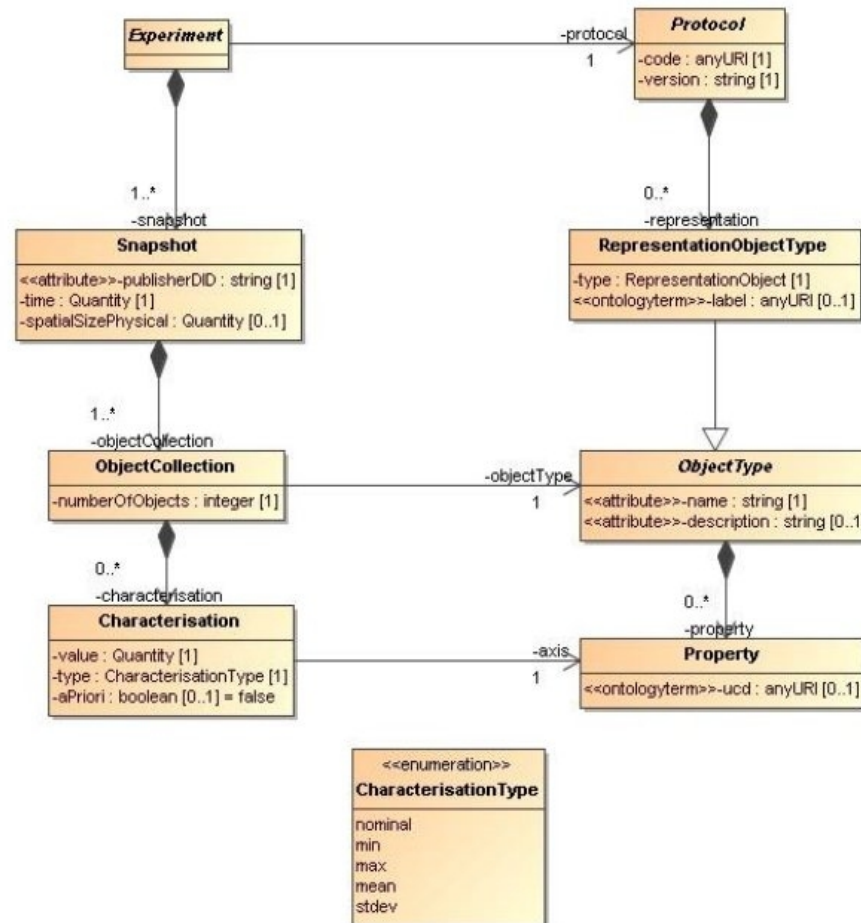 Experiment
-protocol
1
Protocol
-code : anyURI [1]
-version : string [1]
1..*
-snapshot
0..*
-representation
Snapshot
<<attribute>>-publisherDID : string [1]
-time : Quantity [1]
-spatialSizePhysical : Quantity [0..1]
RepresentationObjectType
-type : RepresentationObject [1]
<<ontologyterm>>-label : anyURI [0..1]
1..*
-objectCollection
ObjectCollection
-numberOfObjects : integer [1]
-objectType
1
ObjectType
<<attribute>>-name : string [1]
<<attribute>>-description : string [0..1
0..*
-characterisation
0..*
-property
Characterisation
-value : Quantity [1]
-type : CharacterisationType [1]
-aPriori : boolean [0..1] = false
-axis
1
Property
<<ontologyterm>>-ucd : anyURI [0..1]
<<enumeration>>
CharacterisationType
nominal
min
max
mean
stdev